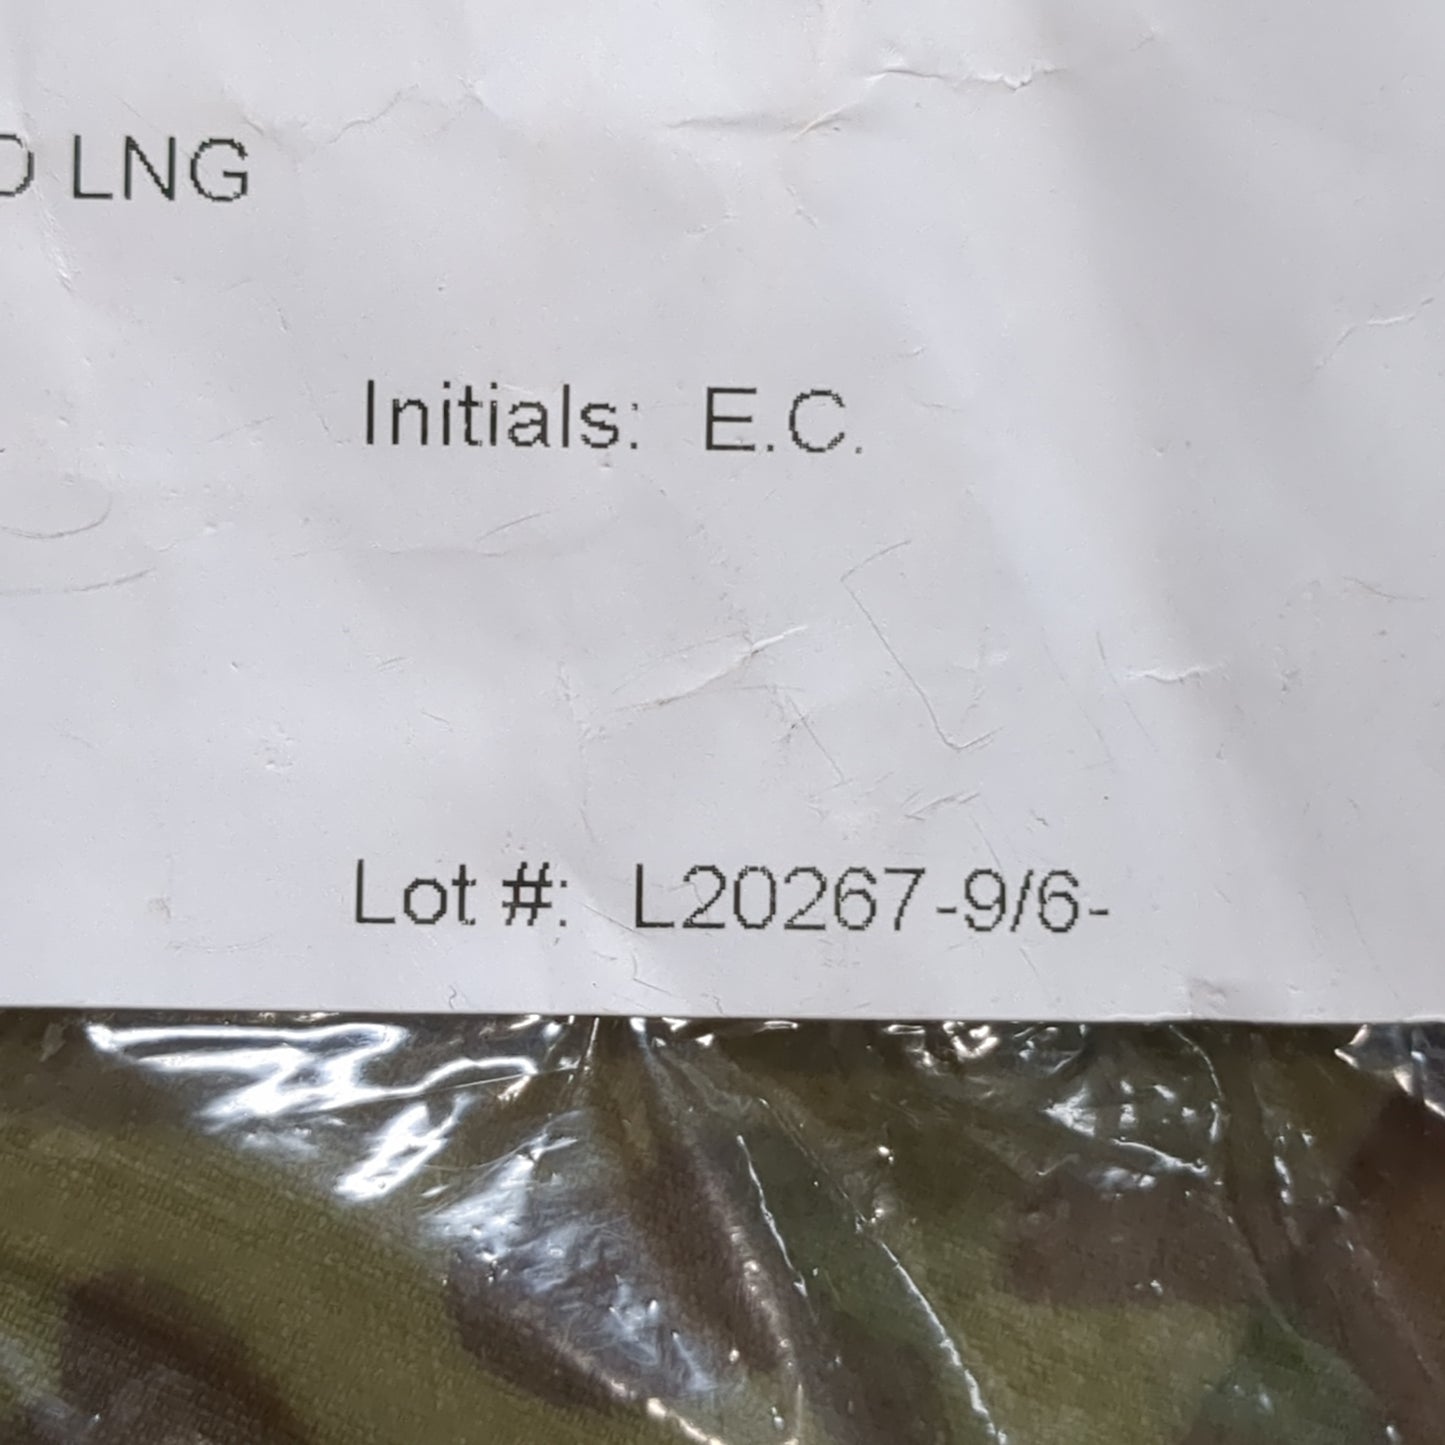 LNG
Initials: E.C.
Lot #: L20267-9/6-